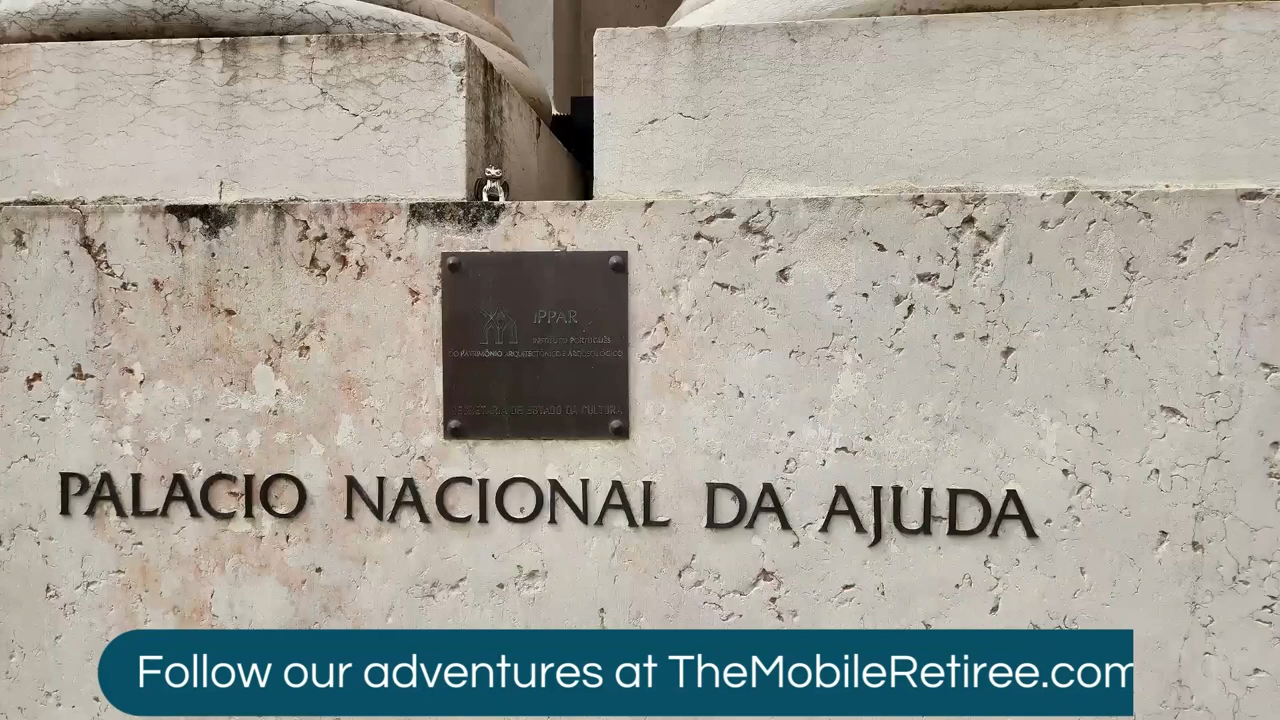 IPPAR
INSTITUTO PORTUGUÊS
DO PATRIMÓNIO ARQUITECTÓNICO E ARQUEOLÓGICO
SECRETARIA DE ESTADO DA CULTURA
PALACIO NACIONAL DA AJUDA
Follow our adventures at TheMobileRetiree.com